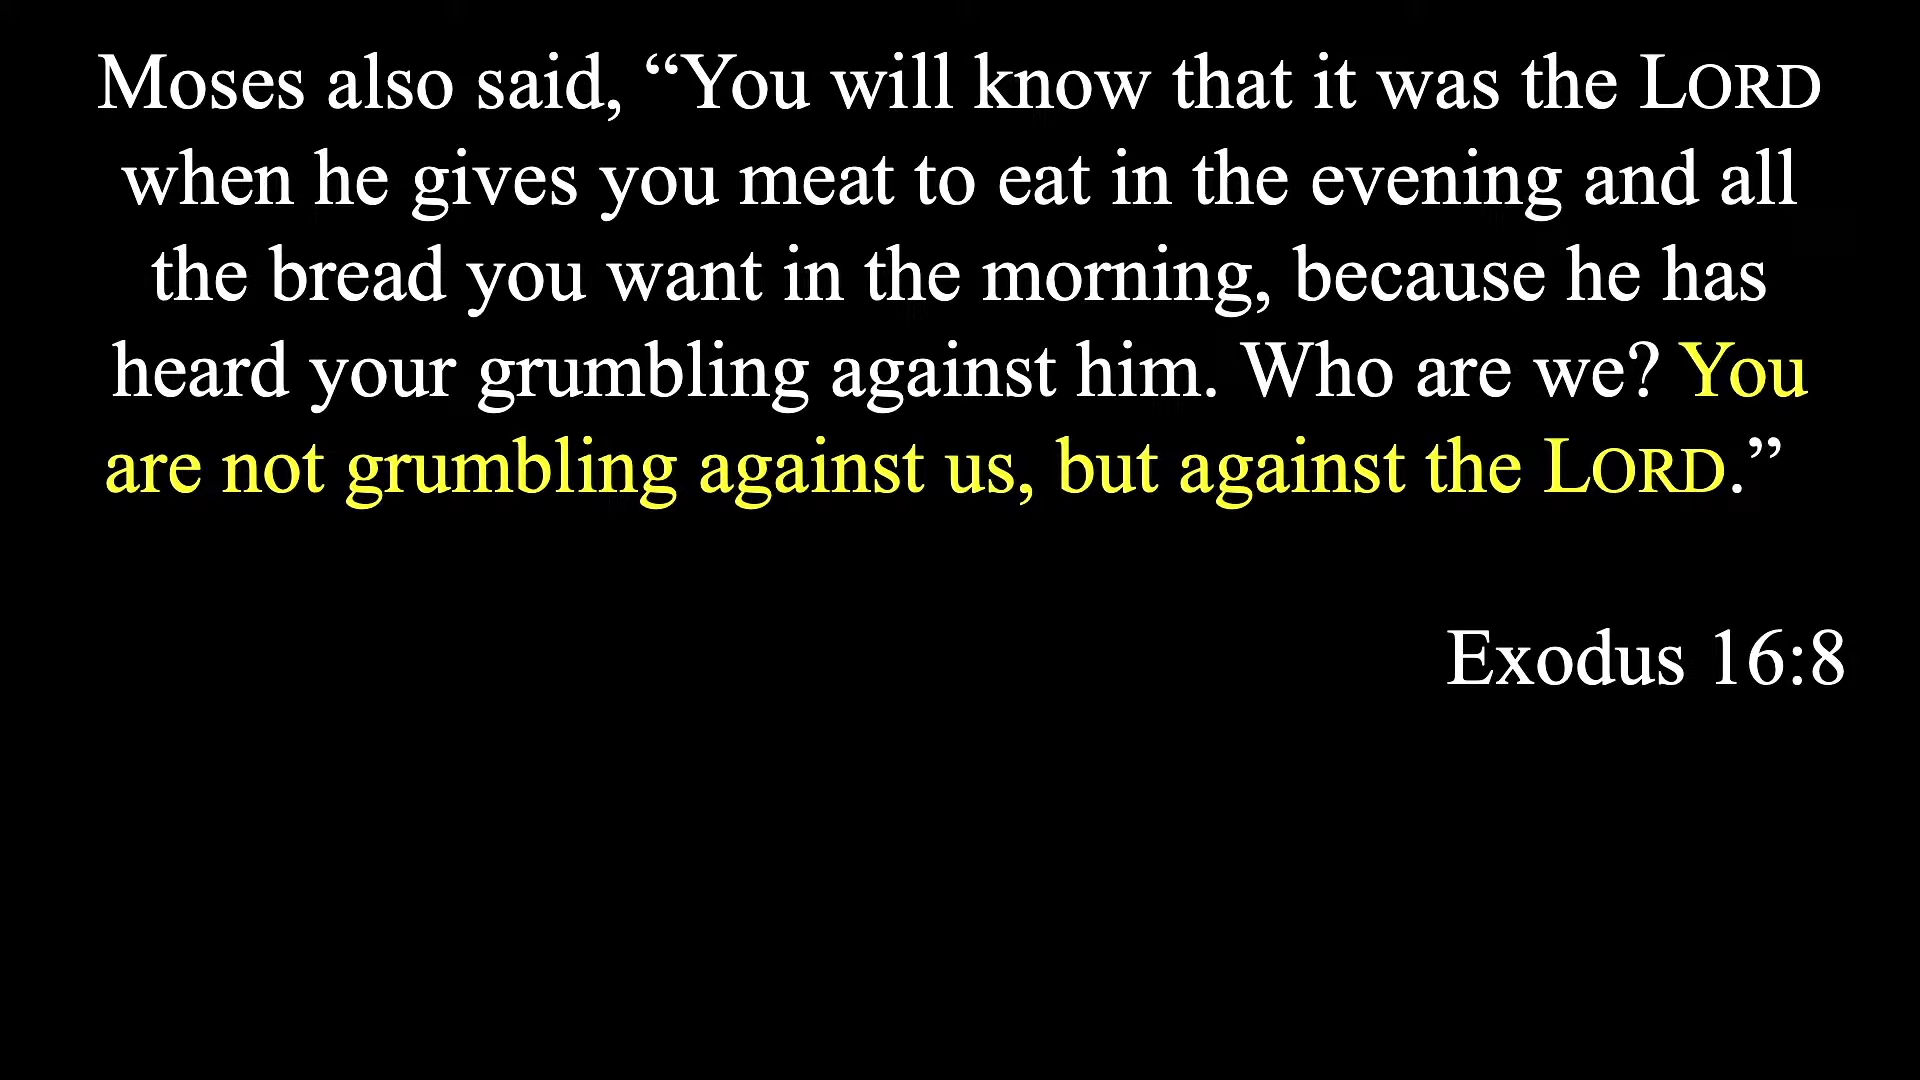 Moses also said, “You will know that it was the LORD
when he gives you meat to eat in the evening and all
the bread you want in the morning, because he has
heard your grumbling against him. Who are we? You
are not grumbling against us, but against the LORD.”
Exodus 16:8